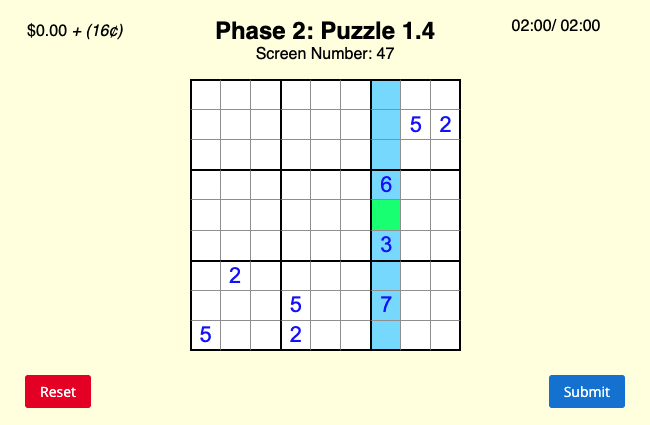 $0.00 + (16¢)
Phase 2: Puzzle 1.4
02:00/ 02:00
Screen Number: 47
5 2
6
3
2
5 7
5 2
Reset
Submit